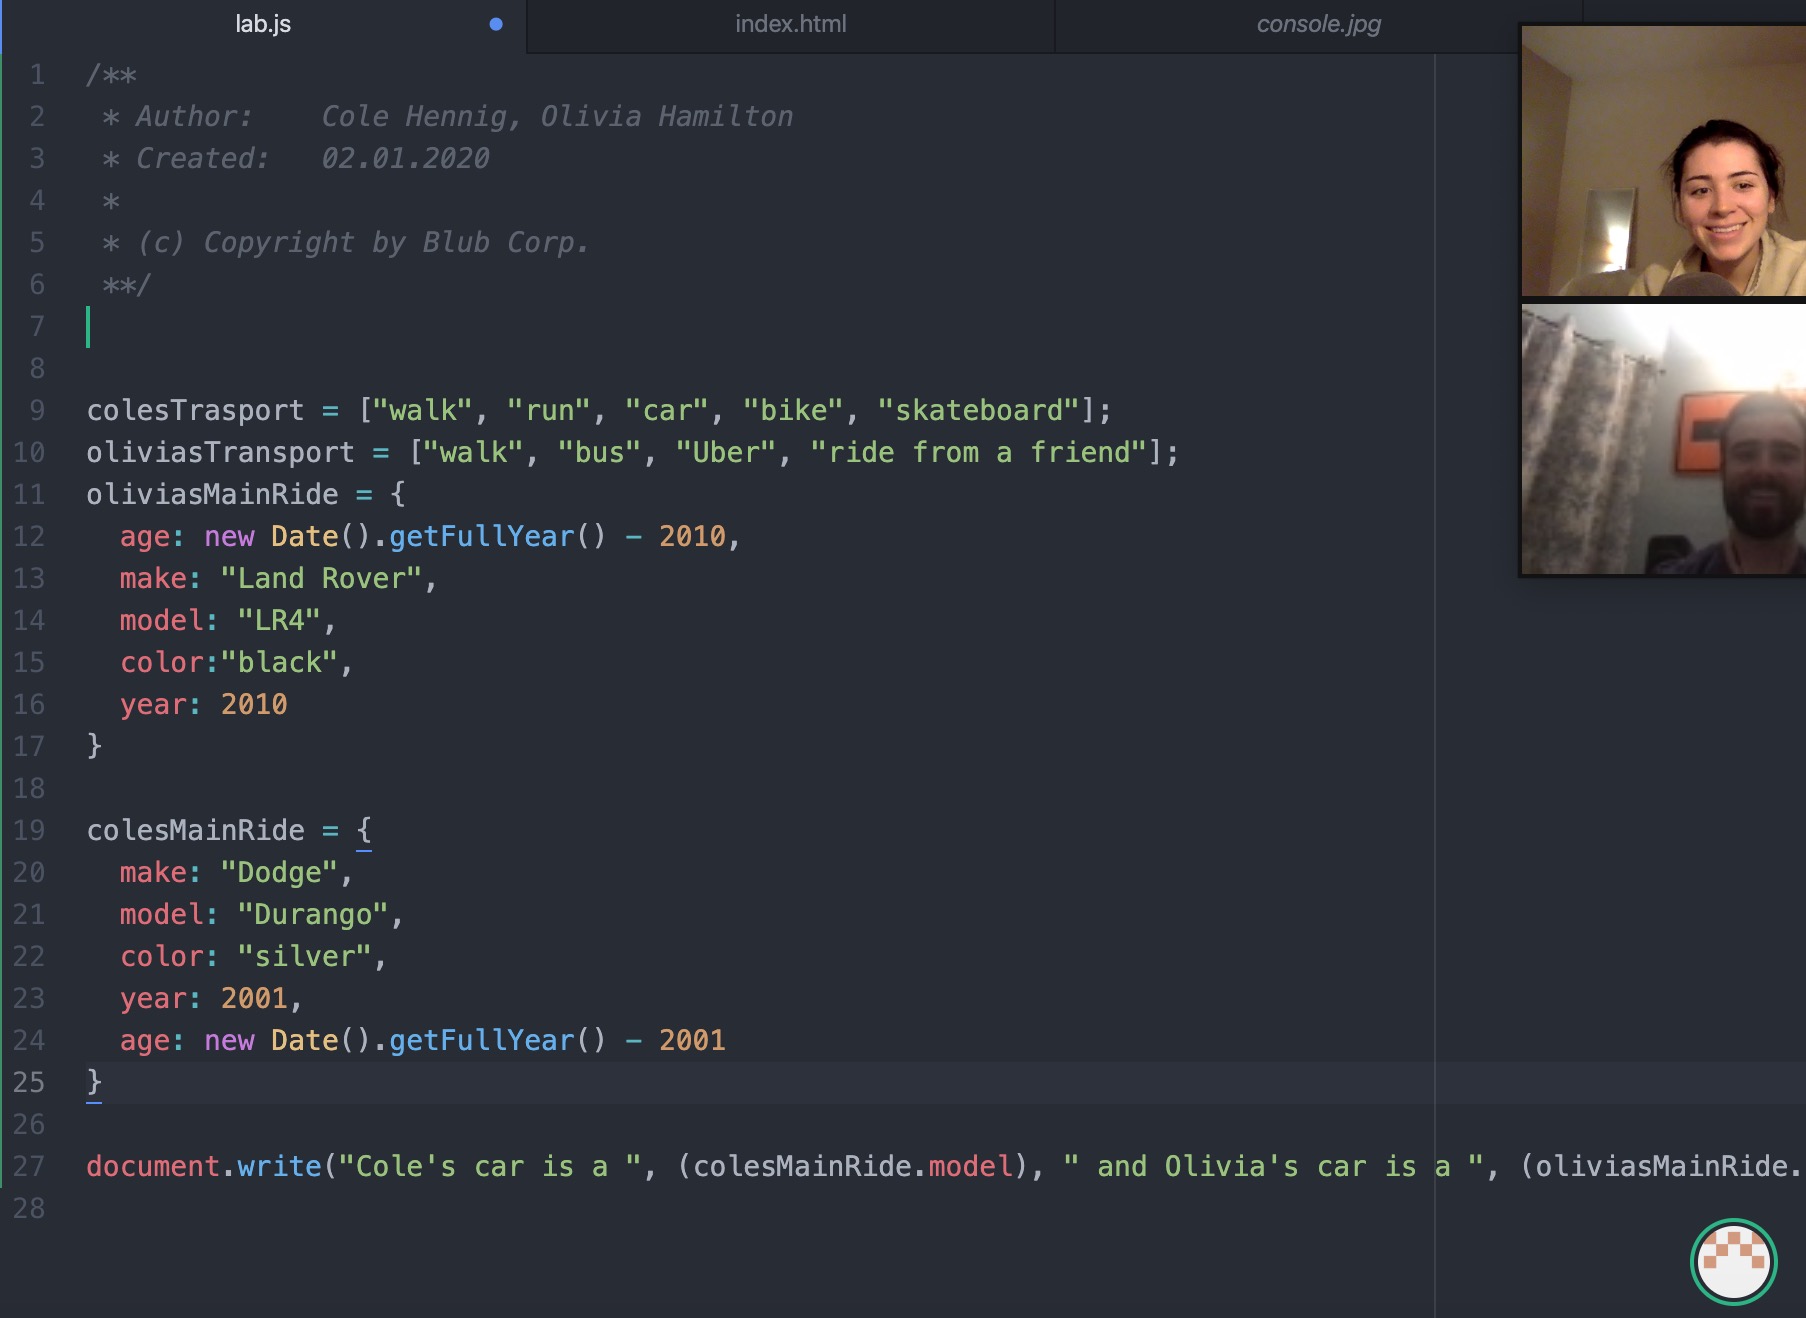 lab.js index.html console.jpg
1 /**
2  * Author:    Cole Hennig, Olivia Hamilton
3  * Created:   02.01.2020
4  *
5  * (c) Copyright by Blub Corp.
6  **/
7
8
9 colesTrasport = ["walk", "run", "car", "bike", "skateboard"];
10 oliviasTransport = ["walk", "bus", "Uber", "ride from a friend"];
11 oliviasMainRide = {
12   age: new Date().getFullYear() - 2010,
13   make: "Land Rover",
14   model: "LR4",
15   color:"black",
16   year: 2010
17 }
18
19 colesMainRide = {
20   make: "Dodge",
21   model: "Durango",
22   color: "silver",
23   year: 2001,
24   age: new Date().getFullYear() - 2001
25 }
26
27 document.write("Cole's car is a ", (colesMainRide.model), " and Olivia's car is a ", (oliviasMainRide.
28